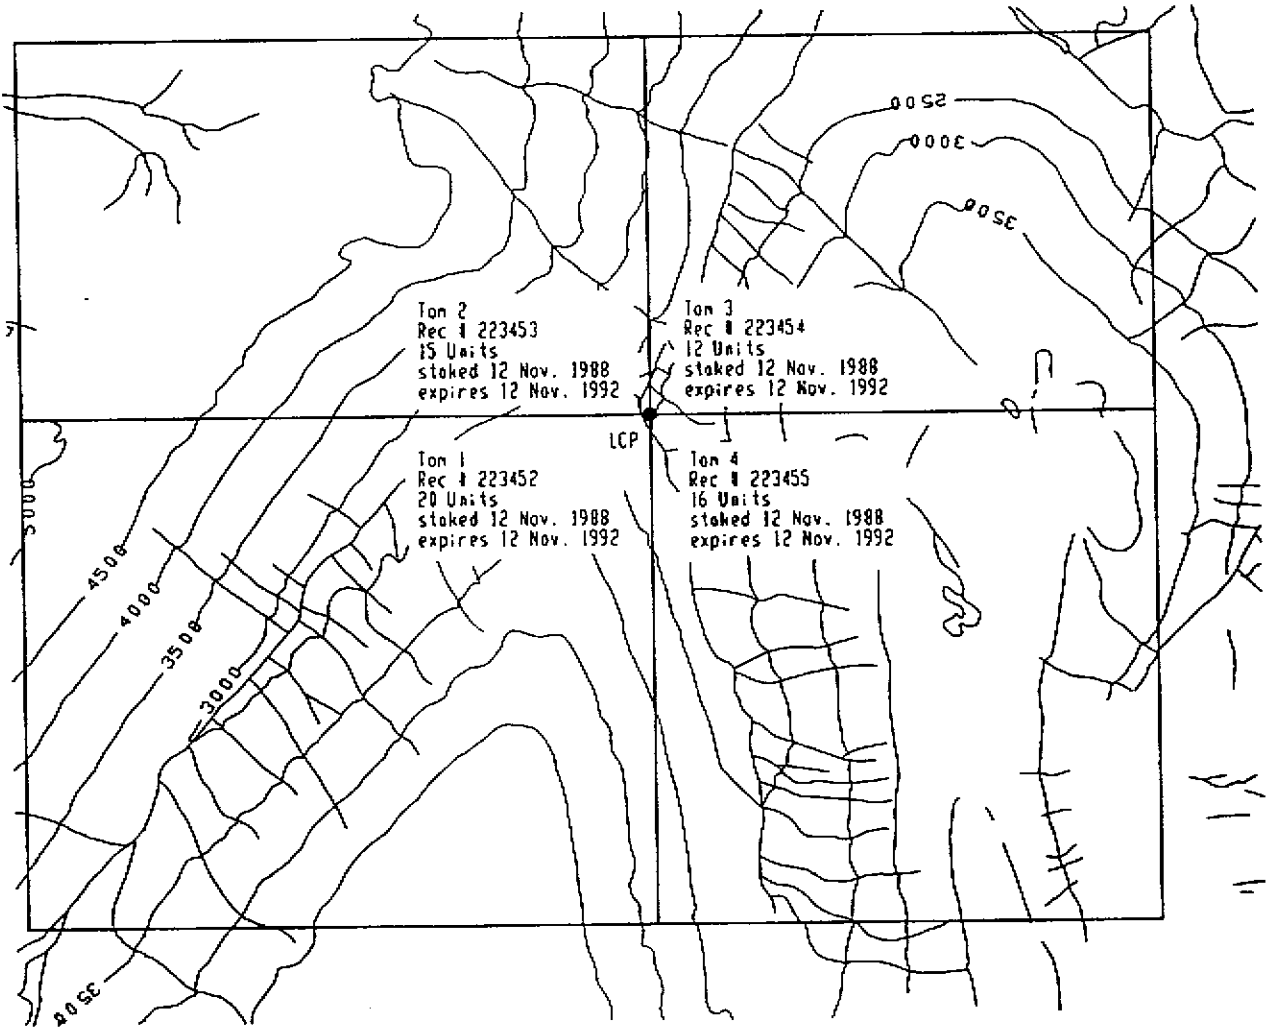 2500
3000
3500
Tom 2
Rec # 223453
15 Units
staked 12 Nov. 1988
expires 12 Nov. 1992
Tom 3
Rec # 223454
12 Units
staked 12 Nov. 1988
expires 12 Nov. 1992
LCP
Tom 1
Rec # 223452
20 Units
staked 12 Nov. 1988
expires 12 Nov. 1992
Tom 4
Rec # 223455
16 Units
staked 12 Nov. 1988
expires 12 Nov. 1992
5000
4500
4000
3500
3000
3500